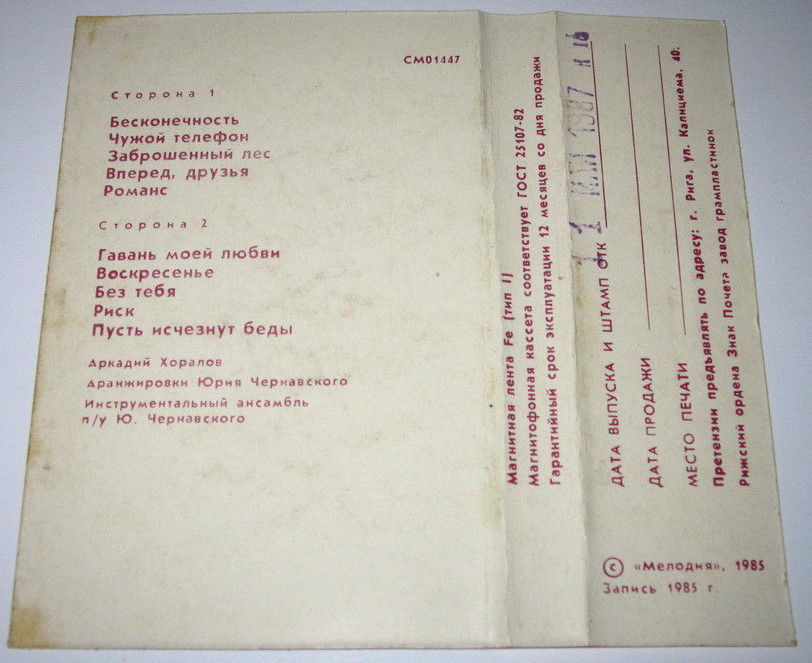 СМ01447
Сторона 1
Бесконечность
Чужой телефон
Заброшенный лес
Вперед, друзья
Романс
Сторона 2
Гавань моей любви
Воскресенье
Без тебя
Риск
Пусть исчезнут беды
Аркадий Хоралов
Аранжировки Юрия Чернавского
Инструментальный ансамбль
п/у Ю. Чернавского
Магнитная лента Fe (тип I)
Магнитофонная кассета соответствует ГОСТ 25107-82
Гарантийный срок эксплуатации 12 месяцев со дня продажи
ДАТА ВЫПУСКА И ШТАМП ОТК
1987
ДАТА ПРОДАЖИ
МЕСТО ПЕЧАТИ
Претензии предъявлять по адресу: г. Рига, ул. Калнциема, 40:
Рижский ордена Знак Почета завод грампластинок
© «Мелодия», 1985
Запись 1985 г.